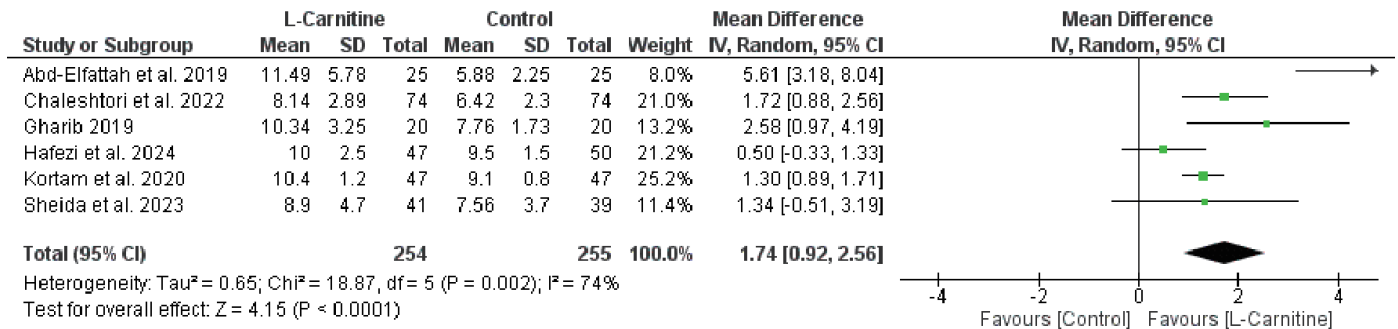 L-Carnitine Control Mean Difference Mean Difference
Study or Subgroup Mean SD Total Mean SD Total Weight IV, Random, 95% CI IV, Random, 95% CI
Abd-Elfattah et al. 2019 11.49 5.78 25 5.88 2.25 25 8.0% 5.61 [3.18, 8.04]
Chaleshtori et al. 2022 8.14 2.89 74 6.42 2.3 74 21.0% 1.72 [0.88, 2.56]
Gharib 2019 10.34 3.25 20 7.76 1.73 20 13.2% 2.58 [0.97, 4.19]
Hafezi et al. 2024 10 2.5 47 9.5 1.5 50 21.2% 0.50 [-0.33, 1.33]
Kortam et al. 2020 10.4 1.2 47 9.1 0.8 47 25.2% 1.30 [0.89, 1.71]
Sheida et al. 2023 8.9 4.7 41 7.56 3.7 39 11.4% 1.34 [-0.51, 3.19]
Total (95% CI) 254 255 100.0% 1.74 [0.92, 2.56]
Heterogeneity: Tau² = 0.65; Chi² = 18.87, df = 5 (P = 0.002); I² = 74%
Test for overall effect: Z = 4.15 (P < 0.0001)
-4 -2 0 2 4
Favours [Control] Favours [L-Carnitine]